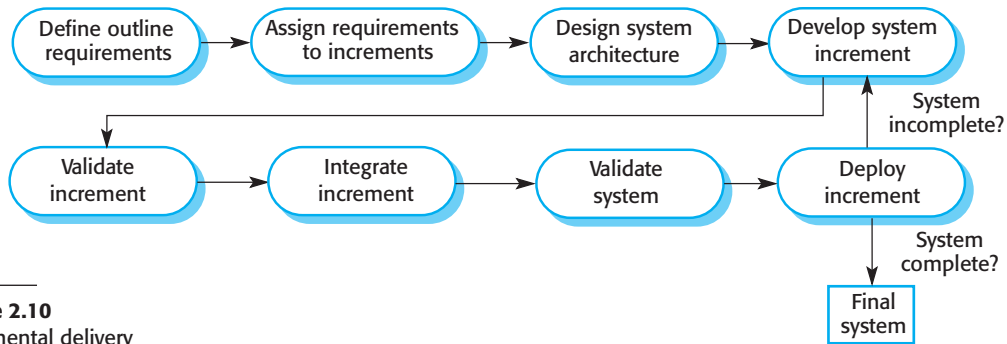 Define outline
requirements
Assign requirements
to increments
Design system
architecture
Develop system
increment
System
incomplete?
Validate
increment
Integrate
increment
Validate
system
Deploy
increment
System
complete?
Final
system
2.10
mental delivery